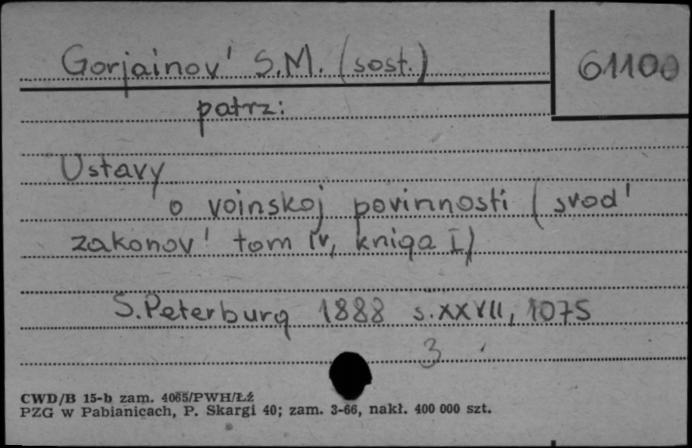 Gorjainov' S.M. (sost.)
61100
patrz:
Ustavy
o voinskoj povinnosti (svod'
zakonov' tom IV, kniga I)
S.Peterburg 1888 s.XXVII, 1075
3
CWD/B 15-b zam. 4065/PWH/ŁŻ
PZG w Pabianicach, P. Skargi 40; zam. 3-66, nakł. 400 000 szt.